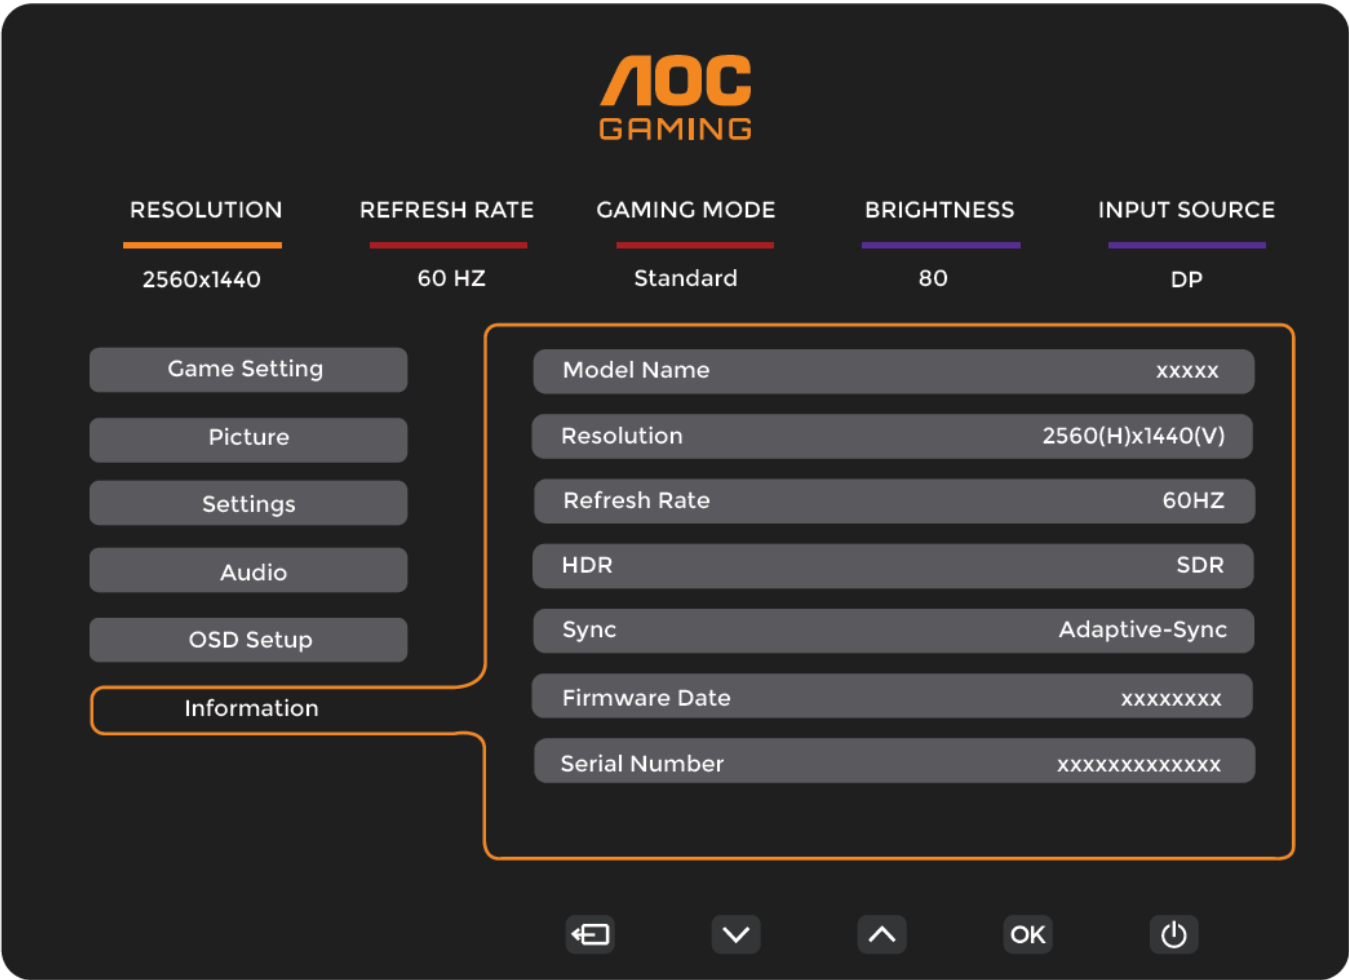 AOC
GAMING
RESOLUTION REFRESH RATE GAMING MODE BRIGHTNESS INPUT SOURCE
2560x1440 60 HZ Standard 80 DP
Game Setting
Picture
Settings
Audio
OSD Setup
Information
Model Name xxxxx
Resolution 2560(H)x1440(V)
Refresh Rate 60HZ
HDR SDR
Sync Adaptive-Sync
Firmware Date xxxxxxxx
Serial Number xxxxxxxxxxxxx
OK